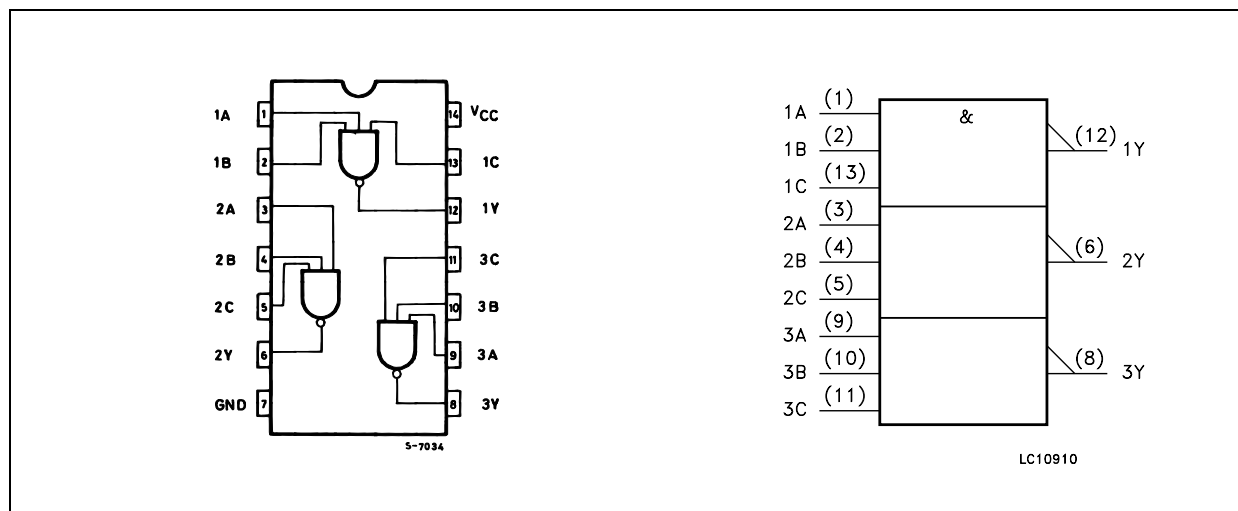 1A 1 14 VCC
1B 2 13 1C
2A 3 12 1Y
2B 4 11 3C
2C 5 10 3B
2Y 6 9 3A
GND 7 8 3Y
S-7034
&
1A (1)
1B (2)
1C (13)
2A (3)
2B (4)
2C (5)
3A (9)
3B (10)
3C (11)
(12) 1Y
(6) 2Y
(8) 3Y
LC10910